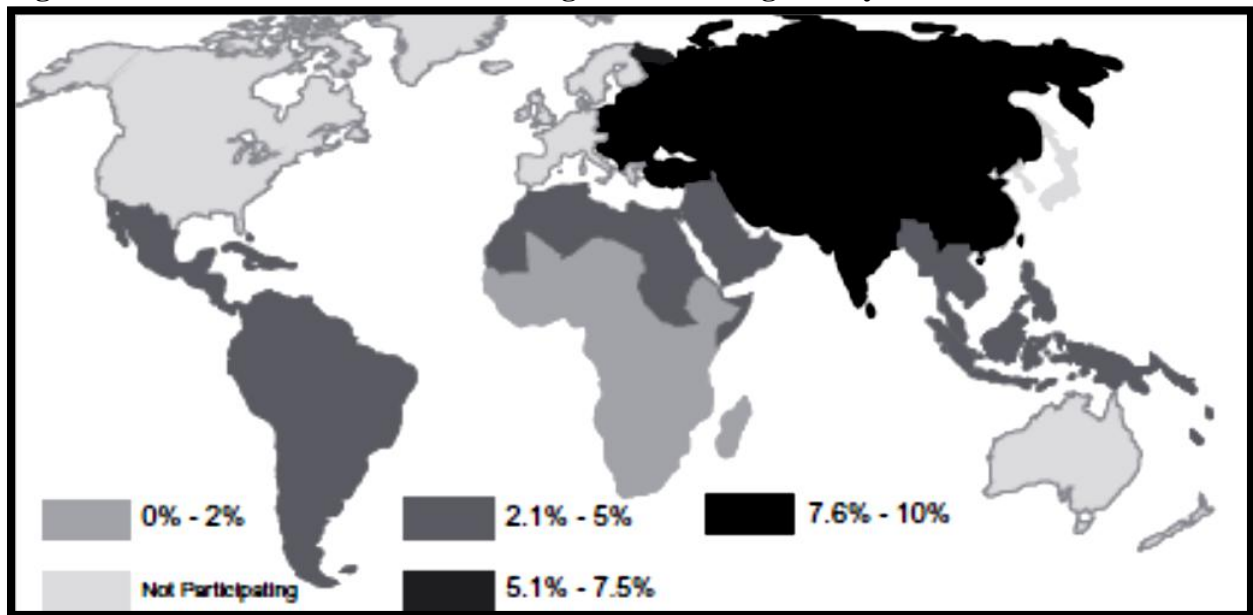 0% - 2%
2.1% - 5%
7.6% - 10%
Not Participating
5.1% - 7.5%